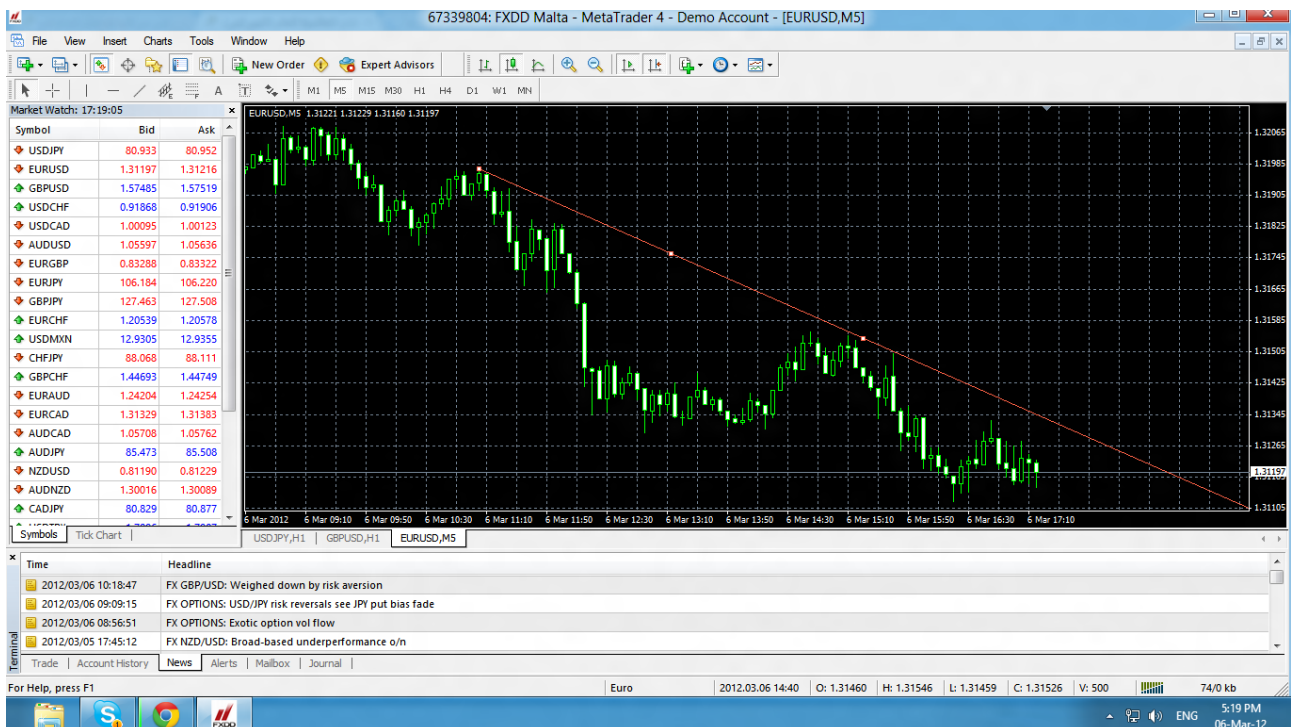 67339804: FXDD Malta - MetaTrader 4 - Demo Account - [EURUSD,M5]
File View Insert Charts Tools Window Help
New Order Expert Advisors
A T M1 M5 M15 M30 H1 H4 D1 W1 MN
Market Watch: 17:19:05
Symbol Bid Ask
USDJPY 80.933 80.952
EURUSD 1.31197 1.31216
GBPUSD 1.57485 1.57519
USDCHF 0.91868 0.91906
USDCAD 1.00095 1.00123
AUDUSD 1.05597 1.05636
EURGBP 0.83288 0.83322
EURJPY 106.184 106.220
GBPJPY 127.463 127.508
EURCHF 1.20539 1.20578
USDMXN 12.9305 12.9355
CHFJPY 88.068 88.111
GBPCHF 1.44693 1.44749
EURAUD 1.24204 1.24254
EURCAD 1.31329 1.31383
AUDCAD 1.05708 1.05762
AUDJPY 85.473 85.508
NZDUSD 0.81190 0.81229
AUDNZD 1.30016 1.30089
CADJPY 80.829 80.877
Symbols Tick Chart
EURUSD,M5 1.31221 1.31229 1.31160 1.31197
1.32065
1.31985
1.31905
1.31825
1.31745
1.31665
1.31585
1.31505
1.31425
1.31345
1.31265
1.31197
1.31105
6 Mar 2012 6 Mar 09:10 6 Mar 09:50 6 Mar 10:30 6 Mar 11:10 6 Mar 11:50 6 Mar 12:30 6 Mar 13:10 6 Mar 13:50 6 Mar 14:30 6 Mar 15:10 6 Mar 15:50 6 Mar 16:30 6 Mar 17:10
USDJPY,H1 GBPUSD,H1 EURUSD,M5
Time Headline
2012/03/06 10:18:47 FX GBP/USD: Weighed down by risk aversion
2012/03/06 09:09:15 FX OPTIONS: USD/JPY risk reversals see JPY put bias fade
2012/03/06 08:56:51 FX OPTIONS: Exotic option vol flow
2012/03/05 17:45:12 FX NZD/USD: Broad-based underperformance o/n
Terminal
Trade Account History News Alerts Mailbox Journal
For Help, press F1 Euro 2012.03.06 14:40 O: 1.31460 H: 1.31546 L: 1.31459 C: 1.31526 V: 500 74/0 kb
FXDD
ENG
5:19 PM
06-Mar-12